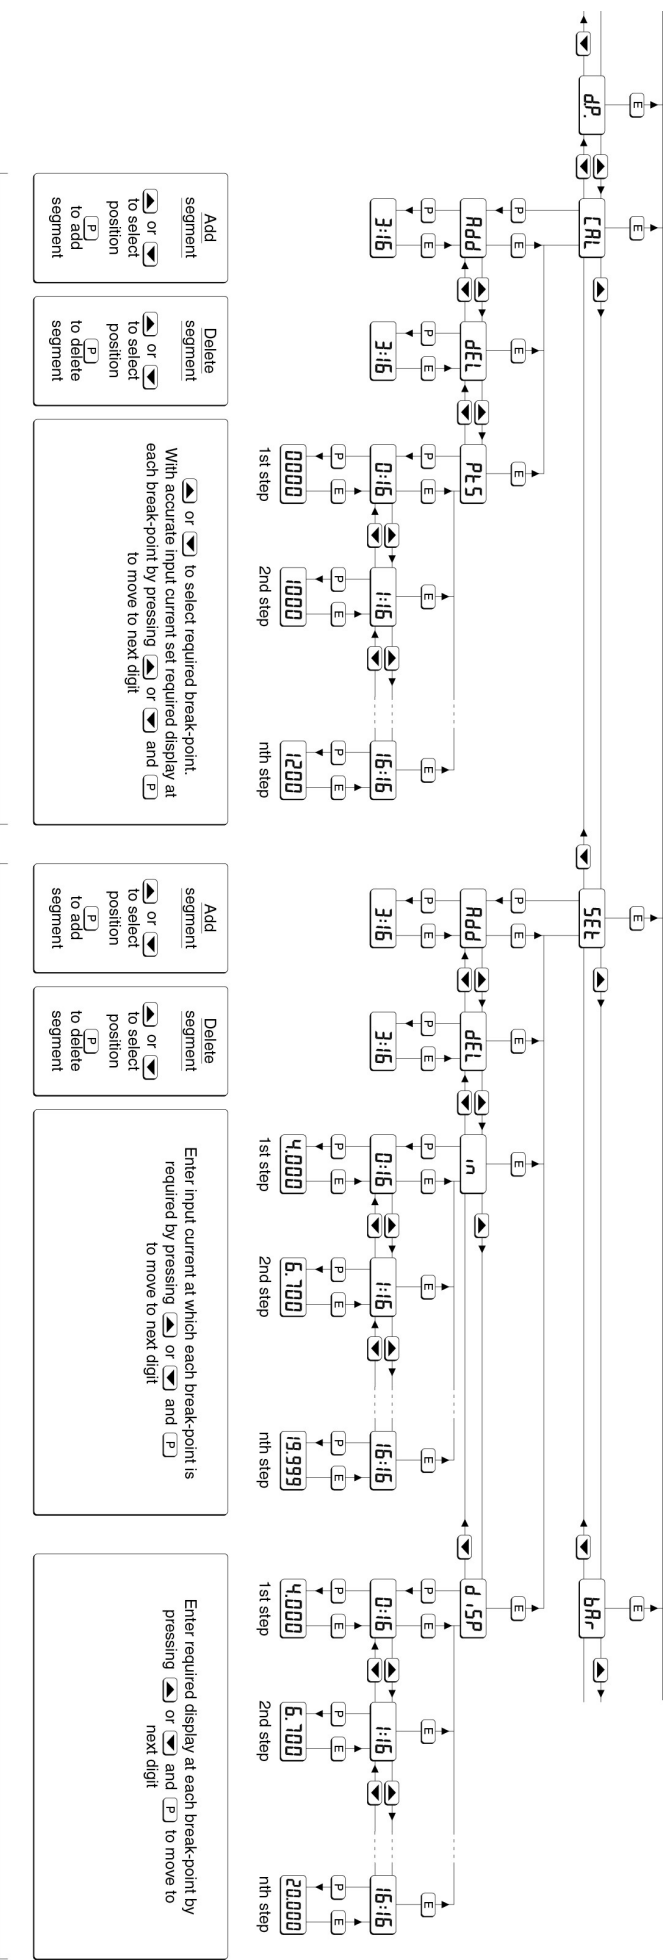 E
E
E
E
d.P.
CAL
SEt
bAr
P
E
E
E
P
E
E
E
E
Add
dEL
PtS
Add
dEL
in
d iSP
P
E
P
E
P
E
E
E
P
E
P
E
P
E
E
E
P
E
E
E
3:16
3:16
0:16
1:16
16:16
3:16
3:16
0:16
1:16
16:16
0:16
1:16
16:16
P
E
P
E
P
E
P
E
P
E
P
E
P
E
P
E
P
E
0000
1000
1200
4.000
6.700
19.999
4.000
6.700
20.000
1st step
2nd step
nth step
1st step
2nd step
nth step
1st step
2nd step
nth step
Add
segment
▲ or ▼
to select
position
P
to add
segment
Delete
segment
▲ or ▼
to select
position
P
to delete
segment
▲ or ▼ to select required break-point.
With accurate input current set required display at
each break-point by pressing ▲ or ▼ and P
to move to next digit
Add
segment
▲ or ▼
to select
position
P
to add
segment
Delete
segment
▲ or ▼
to select
position
P
to delete
segment
Enter input current at which each break-point is
required by pressing ▲ or ▼ and P
to move to next digit
Enter required display at each break-point by
pressing ▲ or ▼ and P to move to
next digit